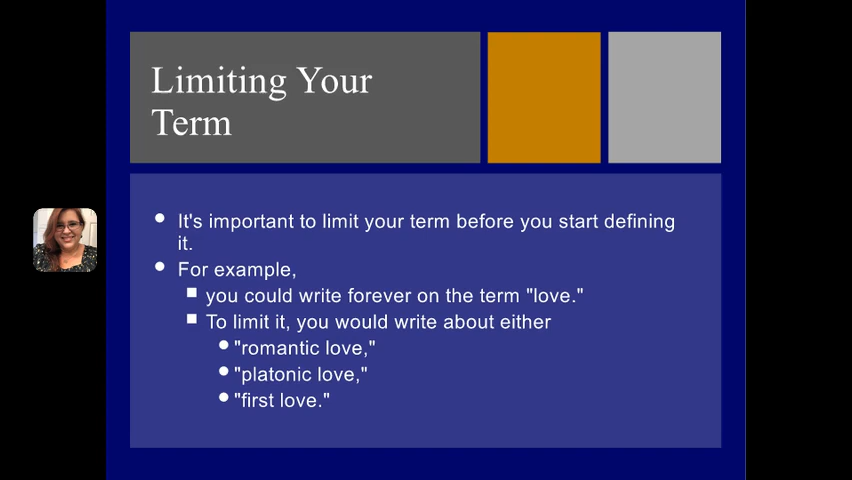 Limiting Your
Term
It's important to limit your term before you start defining
it.
For example,
you could write forever on the term "love."
To limit it, you would write about either
"romantic love,"
"platonic love,"
"first love."